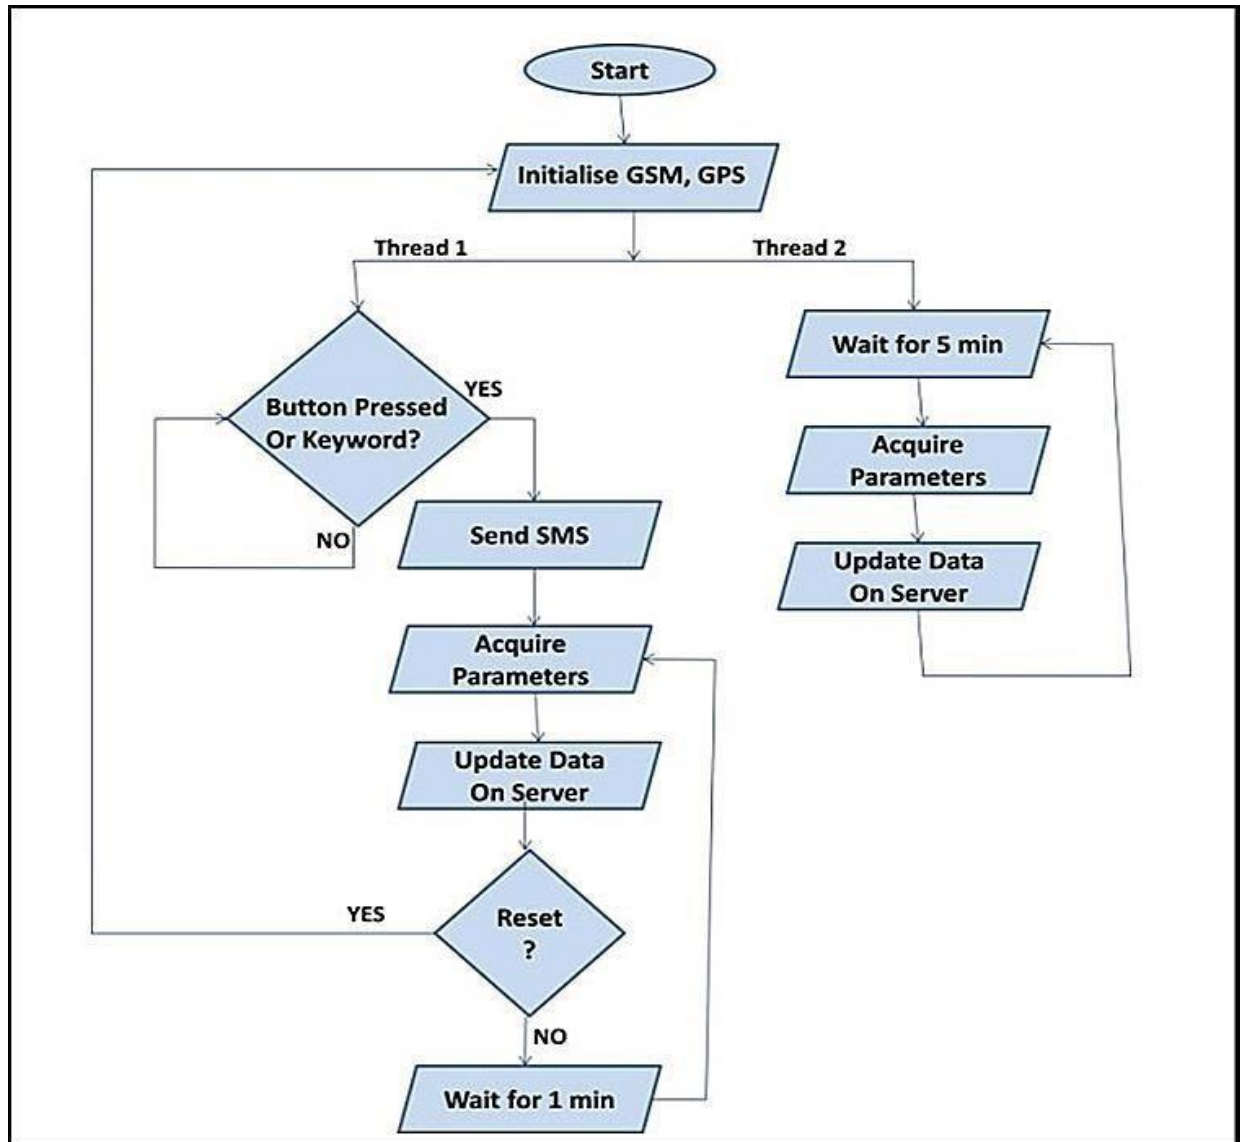 Start
Initialise GSM, GPS
Thread 1
Thread 2
Button Pressed
Or Keyword?
YES
NO
Send SMS
Acquire
Parameters
Update Data
On Server
Reset
?
YES
NO
Wait for 1 min
Wait for 5 min
Acquire
Parameters
Update Data
On Server